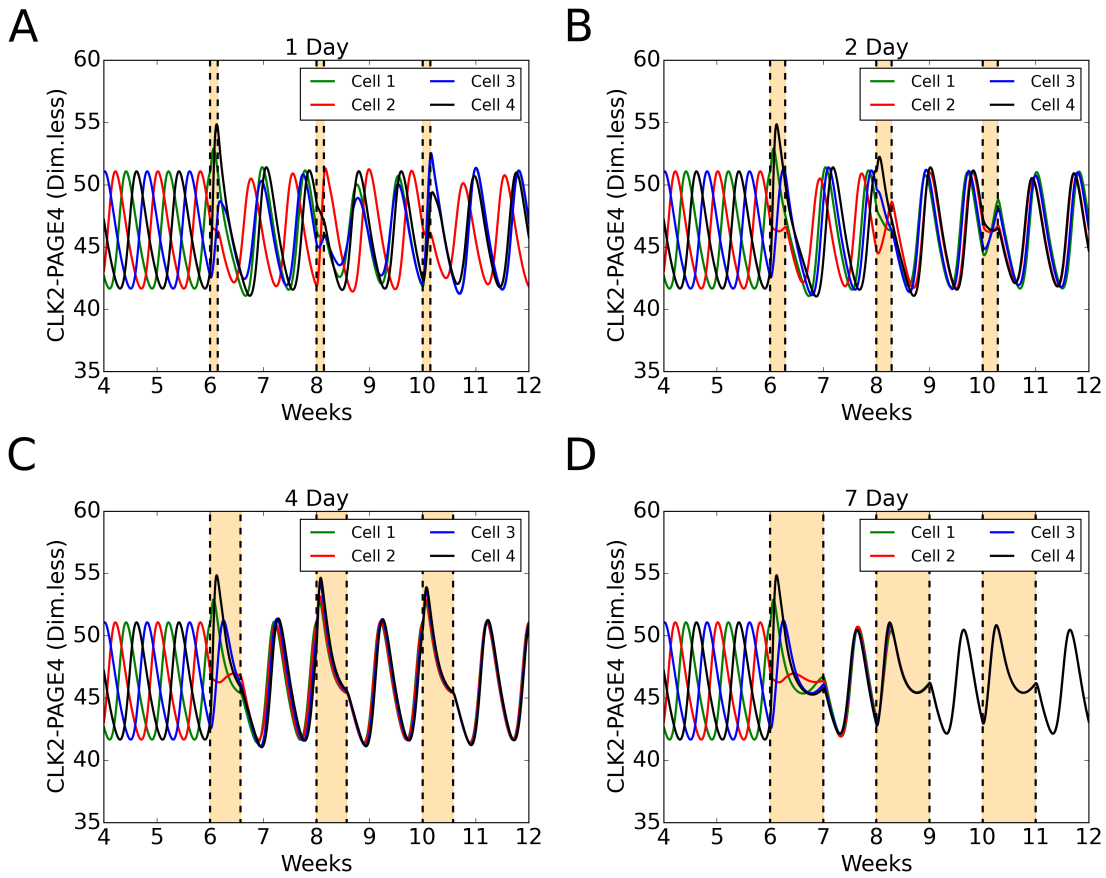 A
1 Day
CLK2-PAGE4 (Dim.less)
60
55
50
45
40
35
Cell 1
Cell 2
Cell 3
Cell 4
4 5 6 7 8 9 10 11 12
Weeks
B
2 Day
CLK2-PAGE4 (Dim.less)
60
55
50
45
40
35
Cell 1
Cell 2
Cell 3
Cell 4
4 5 6 7 8 9 10 11 12
Weeks
C
4 Day
CLK2-PAGE4 (Dim.less)
60
55
50
45
40
35
Cell 1
Cell 2
Cell 3
Cell 4
4 5 6 7 8 9 10 11 12
Weeks
D
7 Day
CLK2-PAGE4 (Dim.less)
60
55
50
45
40
35
Cell 1
Cell 2
Cell 3
Cell 4
4 5 6 7 8 9 10 11 12
Weeks